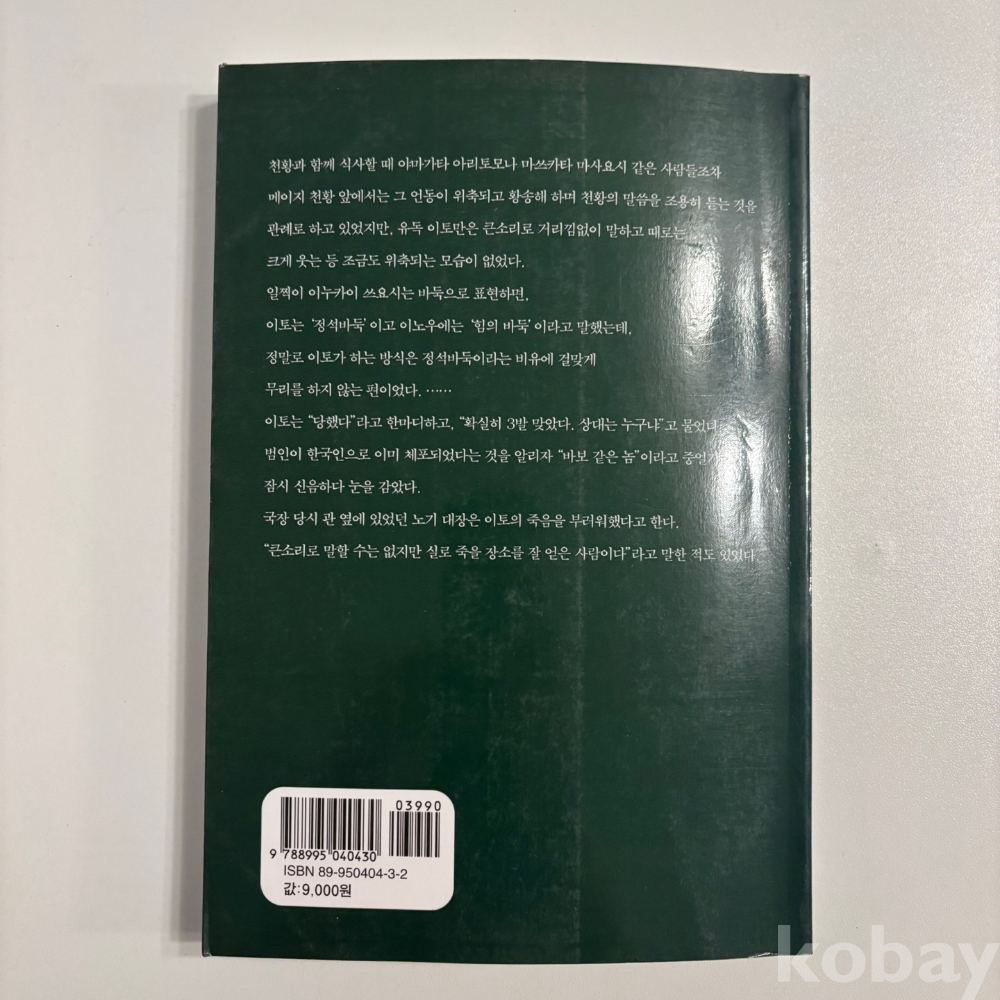 천황과 함께 식사할 때 야마가타 아리토모나 마쓰카타 마사요시 같은 사람들조차
메이지 천황 앞에서는 그 언동이 위축되고 황송해 하며 천황의 말씀을 조용히 듣는 것을
관례로 하고 있었지만, 유독 이토만은 큰소리로 거리낌없이 말하고 때로는
크게 웃는 등 조금도 위축되는 모습이 없었다.
일찍이 이누카이 쓰요시는 바둑으로 표현하면,
이토는 ‘정석바둑’이고 이노우에는 ‘힘의 바둑’이라고 말했는데,
정말로 이토가 하는 방식은 정석바둑이라는 비유에 걸맞게
무리를 하지 않는 편이었다. ……
이토는 “당했다”라고 한마디하고, “확실히 3발 맞았다. 상대는 누구냐”고 물었다
범인이 한국인으로 이미 체포되었다는 것을 알리자 “바보 같은 놈”이라고
잠시 신음하다 눈을 감았다.
국장 당시 관 옆에 있었던 노기 대장은 이토의 죽음을 부러워했다고 한다.
“큰소리로 말할 수는 없지만 실로 죽을 장소를 잘 얻은 사람이다”라고 말한 적도 있었다
03990
9 788995 040430
ISBN 89-950404-3-2
값:9,000원
kobay